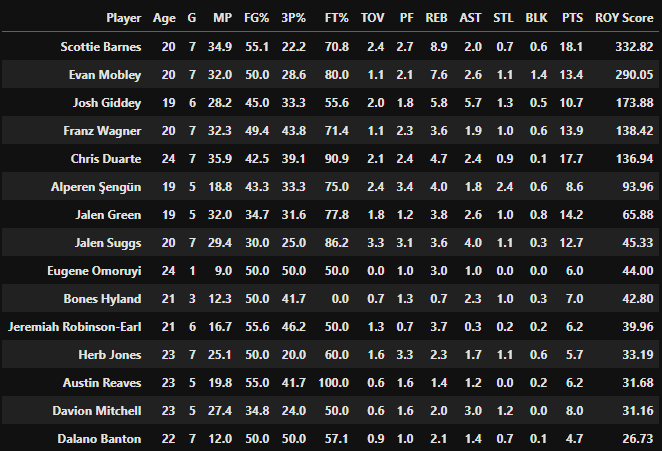 Player Age G MP FG% 3P% FT% TOV PF REB AST STL BLK PTS ROY Score
Scottie Barnes 20 7 34.9 55.1 22.2 70.8 2.4 2.7 8.9 2.0 0.7 0.6 18.1 332.82
Evan Mobley 20 7 32.0 50.0 28.6 80.0 1.1 2.1 7.6 2.6 1.1 1.4 13.4 290.05
Josh Giddey 19 6 28.2 45.0 33.3 55.6 2.0 1.8 5.8 5.7 1.3 0.5 10.7 173.88
Franz Wagner 20 7 32.3 49.4 43.8 71.4 1.1 2.3 3.6 1.9 1.0 0.6 13.9 138.42
Chris Duarte 24 7 35.9 42.5 39.1 90.9 2.1 2.4 4.7 2.4 0.9 0.1 17.7 136.94
Alperen Şengün 19 5 18.8 43.3 33.3 75.0 2.4 3.4 4.0 1.8 2.4 0.6 8.6 93.96
Jalen Green 19 5 32.0 34.7 31.6 77.8 1.8 1.2 3.8 2.6 1.0 0.8 14.2 65.88
Jalen Suggs 20 7 29.4 30.0 25.0 86.2 3.3 3.1 3.6 4.0 1.1 0.3 12.7 45.33
Eugene Omoruyi 24 1 9.0 50.0 50.0 50.0 0.0 1.0 3.0 1.0 0.0 0.0 6.0 44.00
Bones Hyland 21 3 12.3 50.0 41.7 0.0 0.7 1.3 0.7 2.3 1.0 0.3 7.0 42.80
Jeremiah Robinson-Earl 21 6 16.7 55.6 46.2 50.0 1.3 0.7 3.7 0.3 0.2 0.2 6.2 39.96
Herb Jones 23 7 25.1 50.0 20.0 60.0 1.6 3.3 2.3 1.7 1.1 0.6 5.7 33.19
Austin Reaves 23 5 19.8 55.0 41.7 100.0 0.6 1.6 1.4 1.2 0.0 0.2 6.2 31.68
Davion Mitchell 23 5 27.4 34.8 24.0 50.0 0.6 1.6 2.0 3.0 1.2 0.0 8.0 31.16
Dalano Banton 22 7 12.0 50.0 50.0 57.1 0.9 1.0 2.1 1.4 0.7 0.1 4.7 26.73